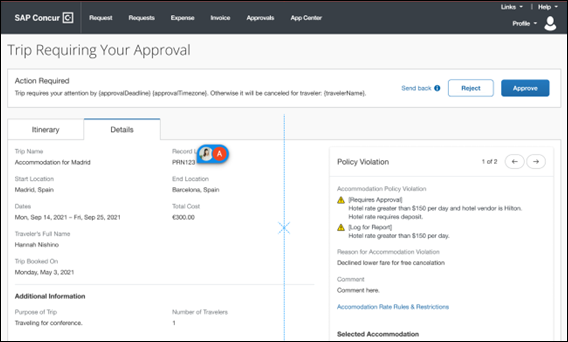 SAP Concur C
Request Requests Expense Invoice Approvals App Center
Links Help
Profile
Trip Requiring Your Approval
Action Required
Trip requires your attention by {approvalDeadline} {approvalTimezone}. Otherwise it will be canceled for traveler: {travelerName}.
Send back Reject Approve
Itinerary Details
Trip Name
Accommodation for Madrid
Record L
PRN123
A
Start Location
Madrid, Spain
End Location
Barcelona, Spain
Dates
Mon, Sep 14, 2021 – Fri, Sep 25, 2021
Total Cost
€300.00
Traveler's Full Name
Hannah Nishino
Trip Booked On
Monday, May 3, 2021
Additional Information
Purpose of Trip
Traveling for conference.
Number of Travelers
1
Policy Violation 1 of 2
Accommodation Policy Violation
[Requires Approval]
Hotel rate greater than $150 per day and hotel vendor is Hilton.
Hotel rate requires deposit.
[Log for Report]
Hotel rate greater than $150 per day.
Reason for Accommodation Violation
Declined lower fare for free cancelation
Comment
Comment here.
Accomodation Rate Rules & Restrictions
Selected Accommodation